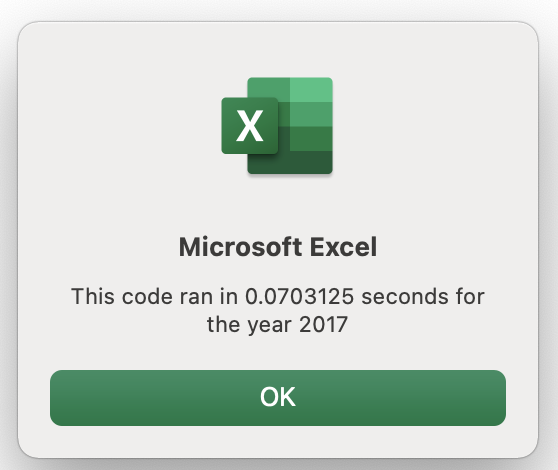 X
Microsoft Excel
This code ran in 0.0703125 seconds for
the year 2017
OK